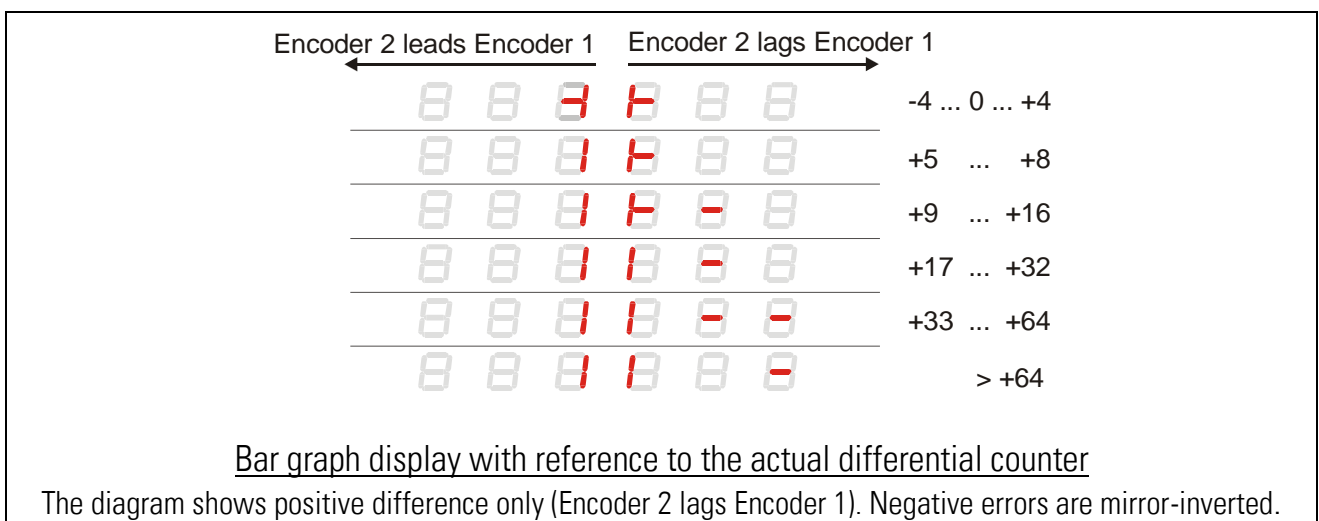 Encoder 2 leads Encoder 1 Encoder 2 lags Encoder 1
-4 ... 0 ... +4
+5 ... +8
+9 ... +16
+17 ... +32
+33 ... +64
> +64
Bar graph display with reference to the actual differential counter
The diagram shows positive difference only (Encoder 2 lags Encoder 1). Negative errors are mirror-inverted.